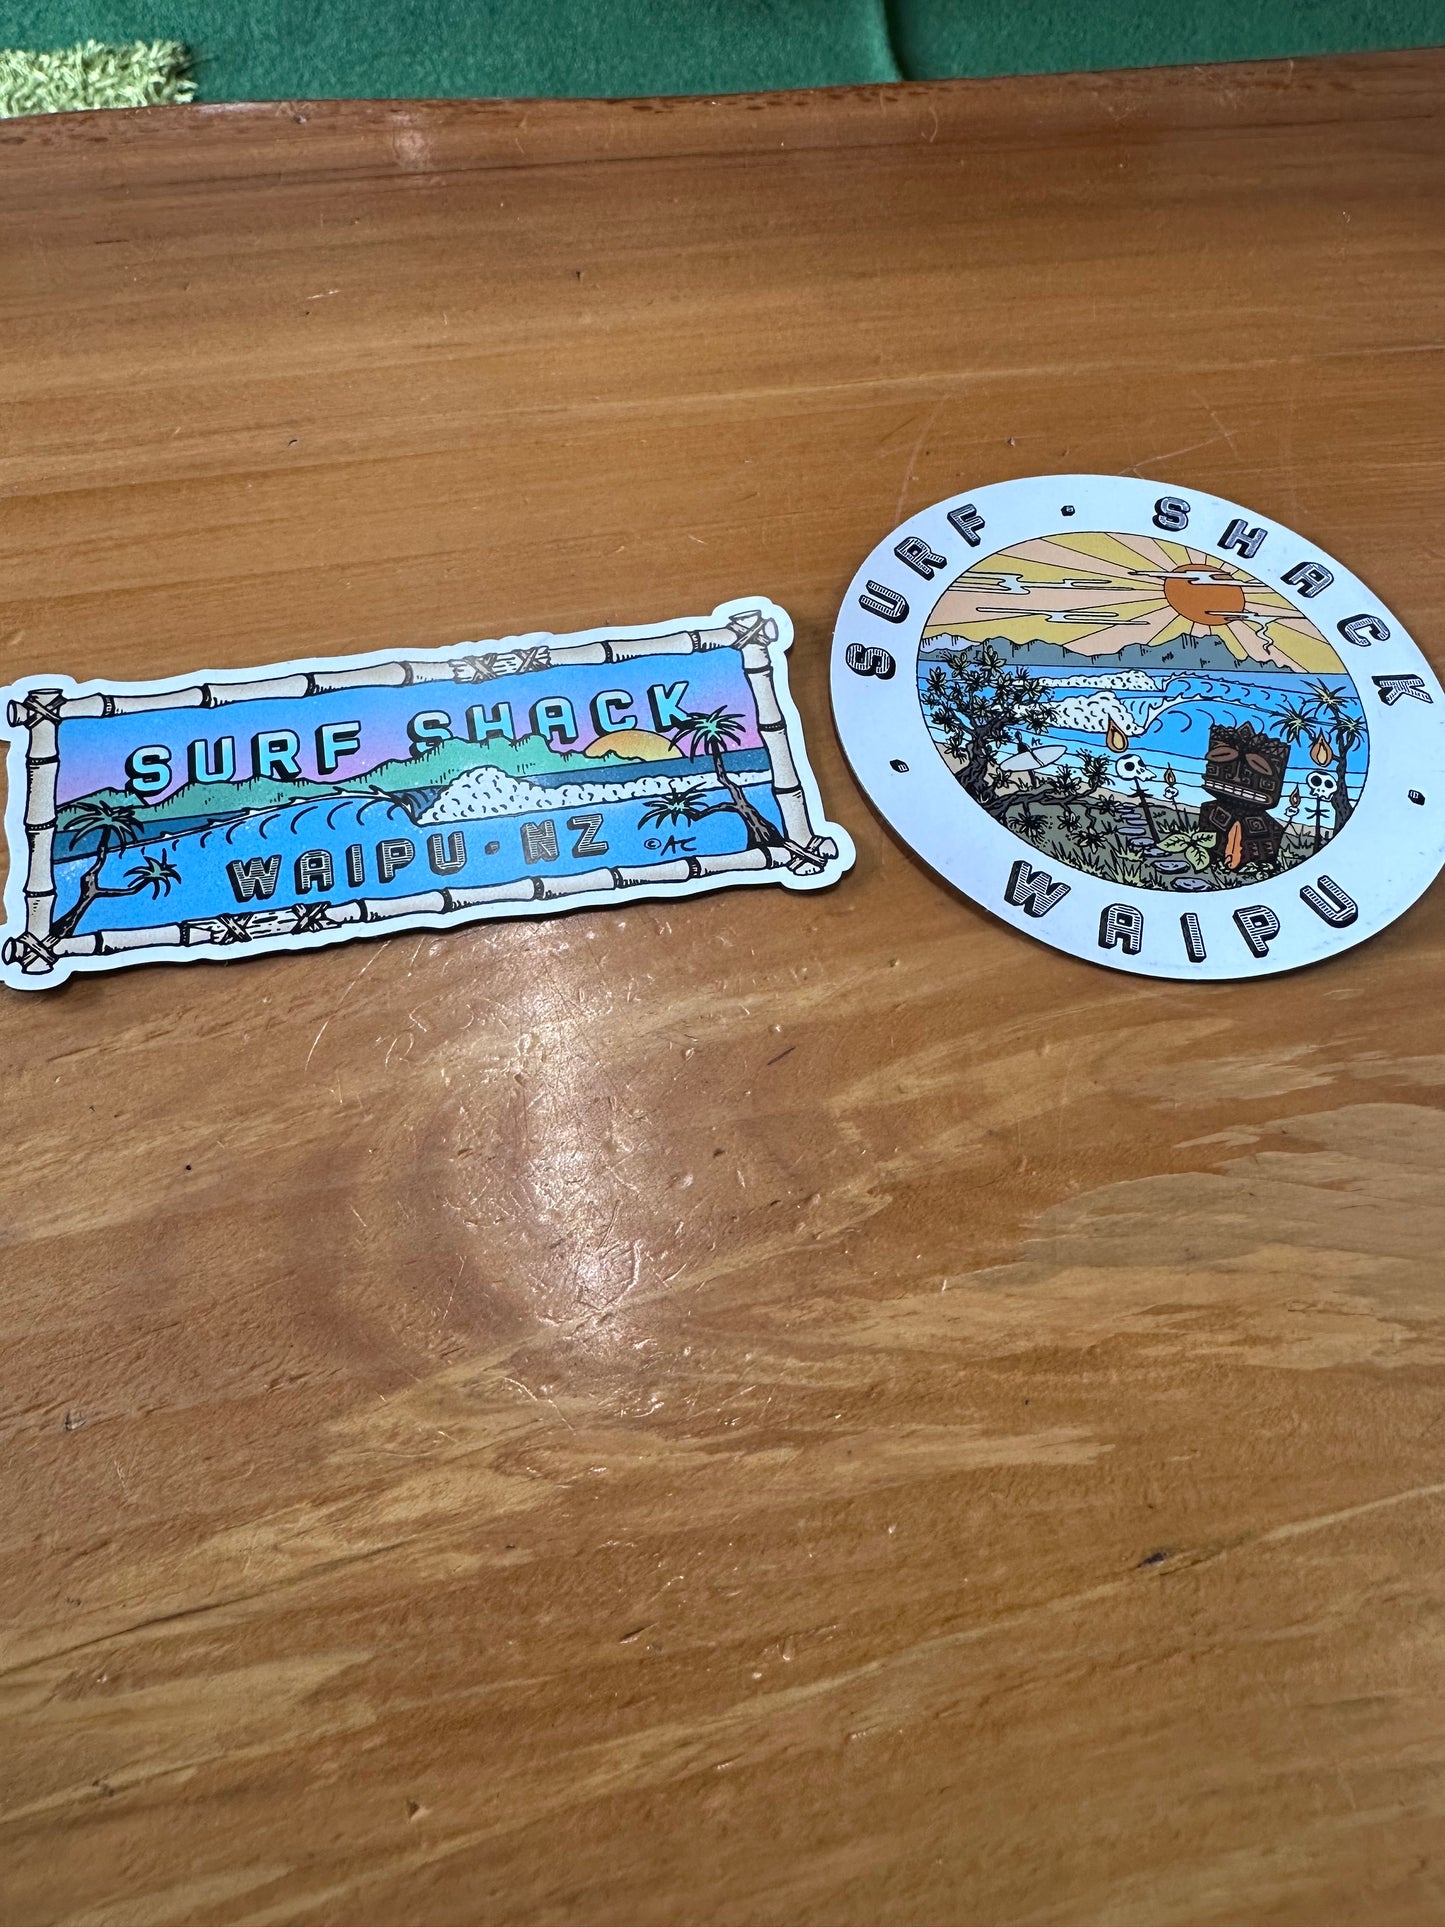 SURF SHACK
WAIPU · NZ
©AC
SURF · SHACK
· WAIPU ·